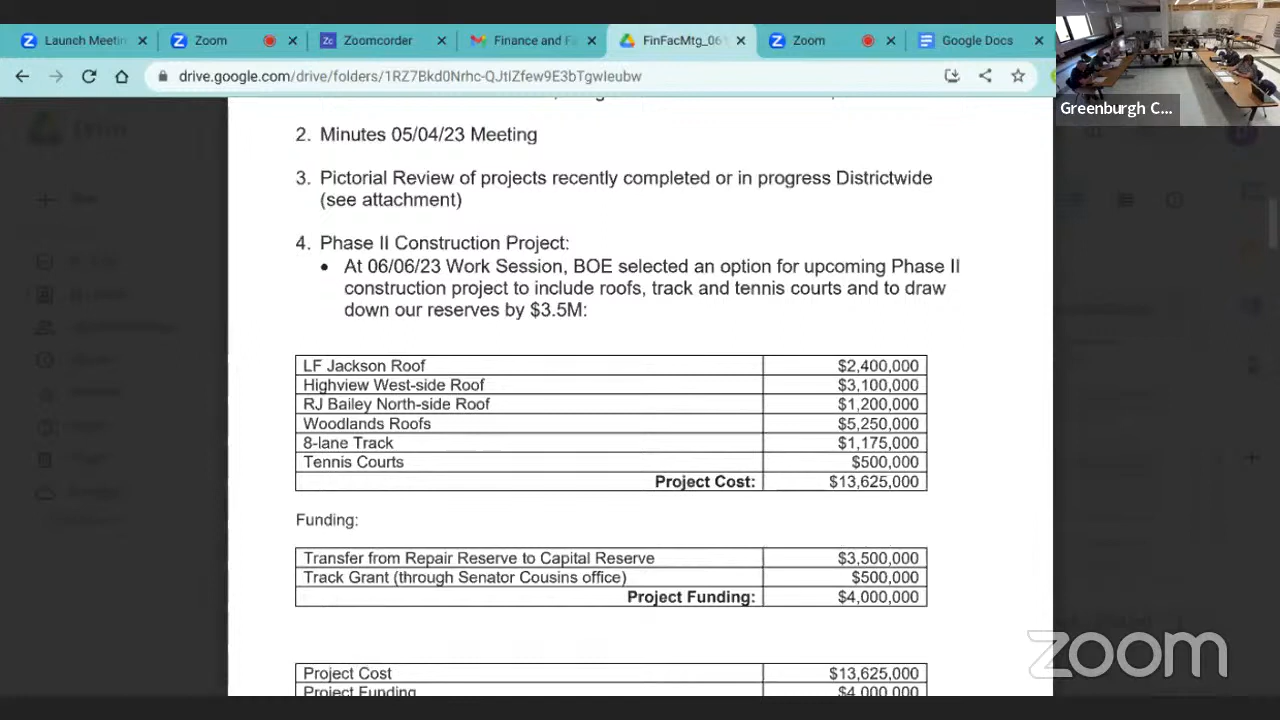 Launch Meetin
Zoom
Zoomcorder
Finance and Fa
FinFacMtg_06
Zoom
Google Docs
drive.google.com/drive/folders/1RZ7Bkd0Nrhc-QJtIZfew9E3bTgwIeubw
Greenburgh C...
2. Minutes 05/04/23 Meeting
3. Pictorial Review of projects recently completed or in progress Districtwide
(see attachment)
4. Phase II Construction Project:
• At 06/06/23 Work Session, BOE selected an option for upcoming Phase II
construction project to include roofs, track and tennis courts and to draw
down our reserves by $3.5M:
LF Jackson Roof $2,400,000
Highview West-side Roof $3,100,000
RJ Bailey North-side Roof $1,200,000
Woodlands Roofs $5,250,000
8-lane Track $1,175,000
Tennis Courts $500,000
Project Cost: $13,625,000
Funding:
Transfer from Repair Reserve to Capital Reserve $3,500,000
Track Grant (through Senator Cousins office) $500,000
Project Funding: $4,000,000
Project Cost $13,625,000
Project Funding $4,000,000
zoom